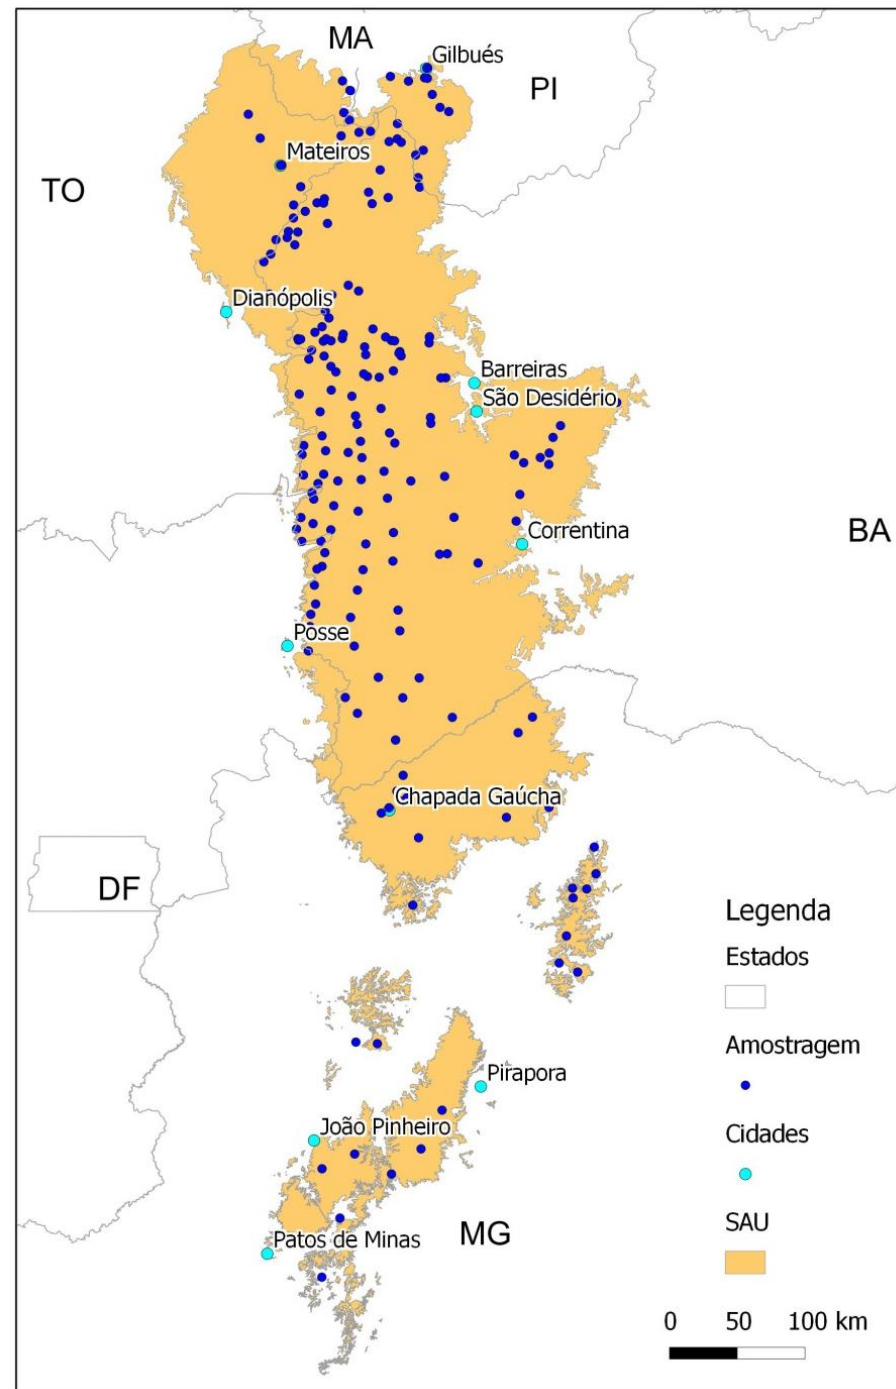 MA
Gilbués
PI
Mateiros
TO
Dianópolis
Barreiras
São Desidério
Correntina
BA
Posse
Chapada Gaúcha
DF
Legenda
Estados
Amostragem
Pirapora
Cidades
João Pinheiro
SAU
MG
Patos de Minas
0 50 100 km